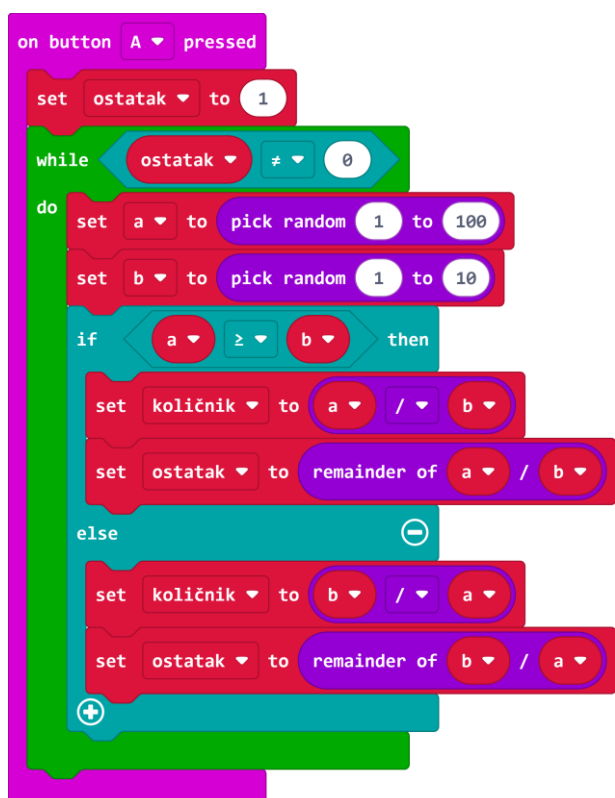 on button A pressed
set ostatak to 1
while ostatak ≠ 0
do
set a to pick random 1 to 100
set b to pick random 1 to 10
if a ≥ b then
set količnik to a / b
set ostatak to remainder of a / b
else
set količnik to b / a
set ostatak to remainder of b / a